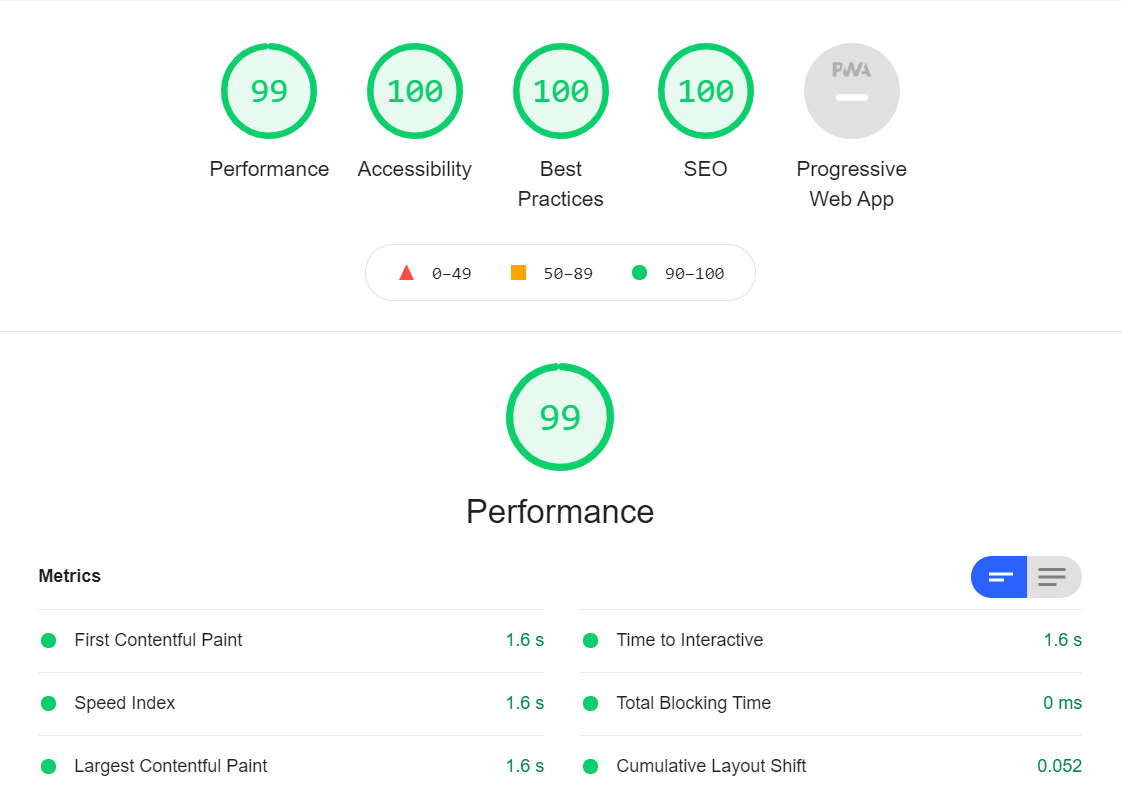 99 100 100 100 PWA
Performance Accessibility Best Practices SEO Progressive Web App
0–49 50–89 90–100
99
Performance
Metrics
First Contentful Paint 1.6 s
Time to Interactive 1.6 s
Speed Index 1.6 s
Total Blocking Time 0 ms
Largest Contentful Paint 1.6 s
Cumulative Layout Shift 0.052